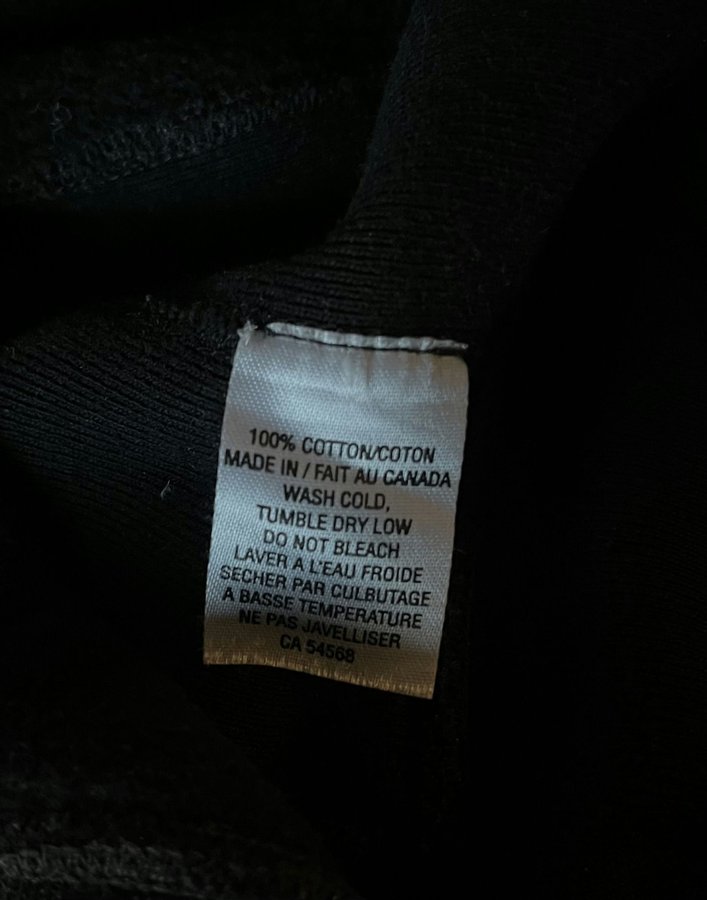 100% COTTON/COTON
MADE IN / FAIT AU CANADA
WASH COLD,
TUMBLE DRY LOW
DO NOT BLEACH
LAVER A L'EAU FROIDE
SECHER PAR CULBUTAGE
A BASSE TEMPERATURE
NE PAS JAVELLISER
CA 54568